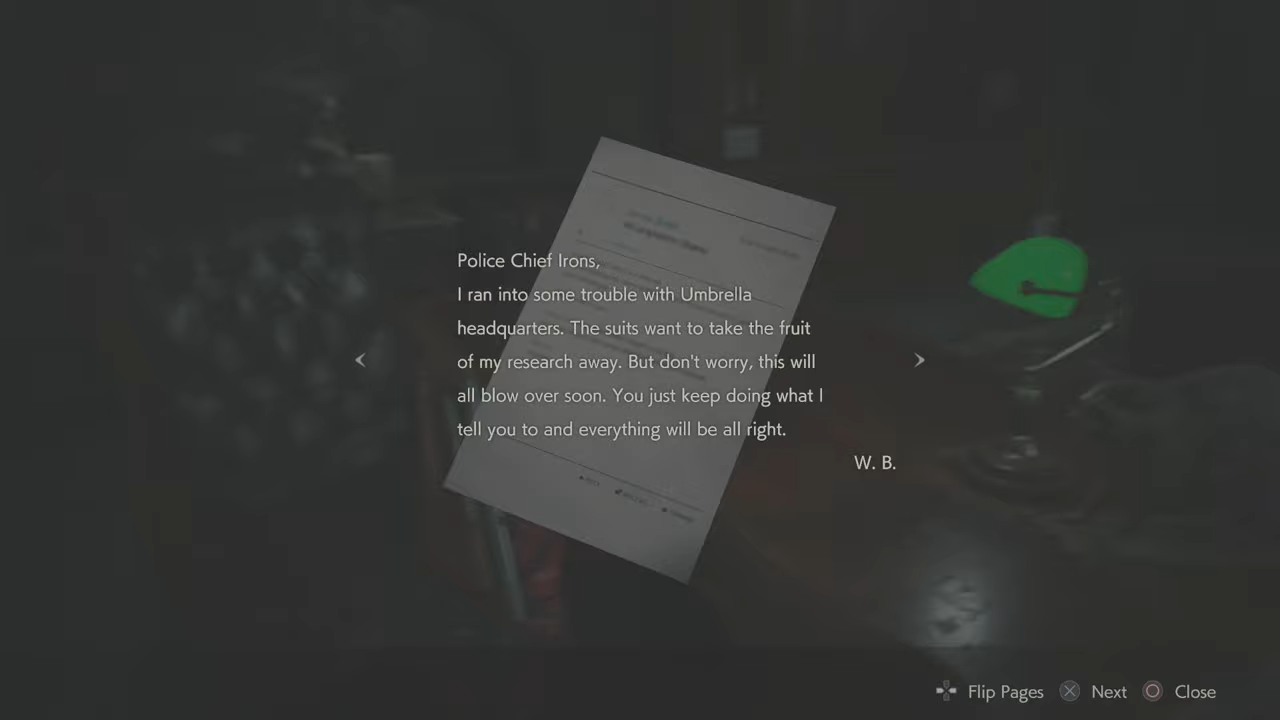 Police Chief Irons,
I ran into some trouble with Umbrella
headquarters. The suits want to take the fruit
of my research away. But don't worry, this will
all blow over soon. You just keep doing what I
tell you to and everything will be all right.
W. B.
Flip Pages Next Close